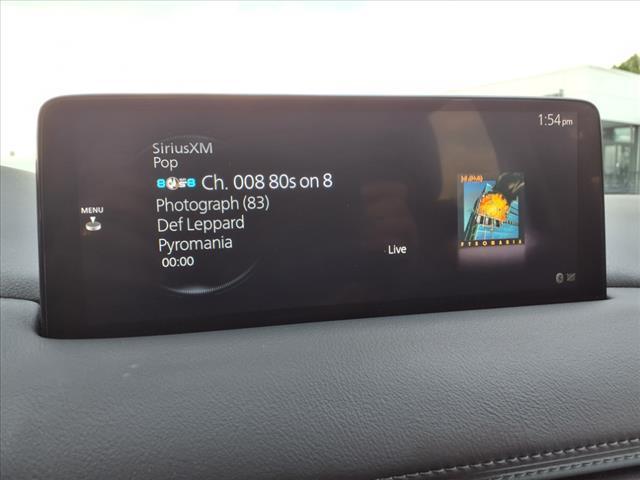 1:54 pm
SiriusXM
Pop
Ch. 008 80s on 8
Photograph (83)
Def Leppard
Pyromania
00:00
MENU
Live
PYROMANIA